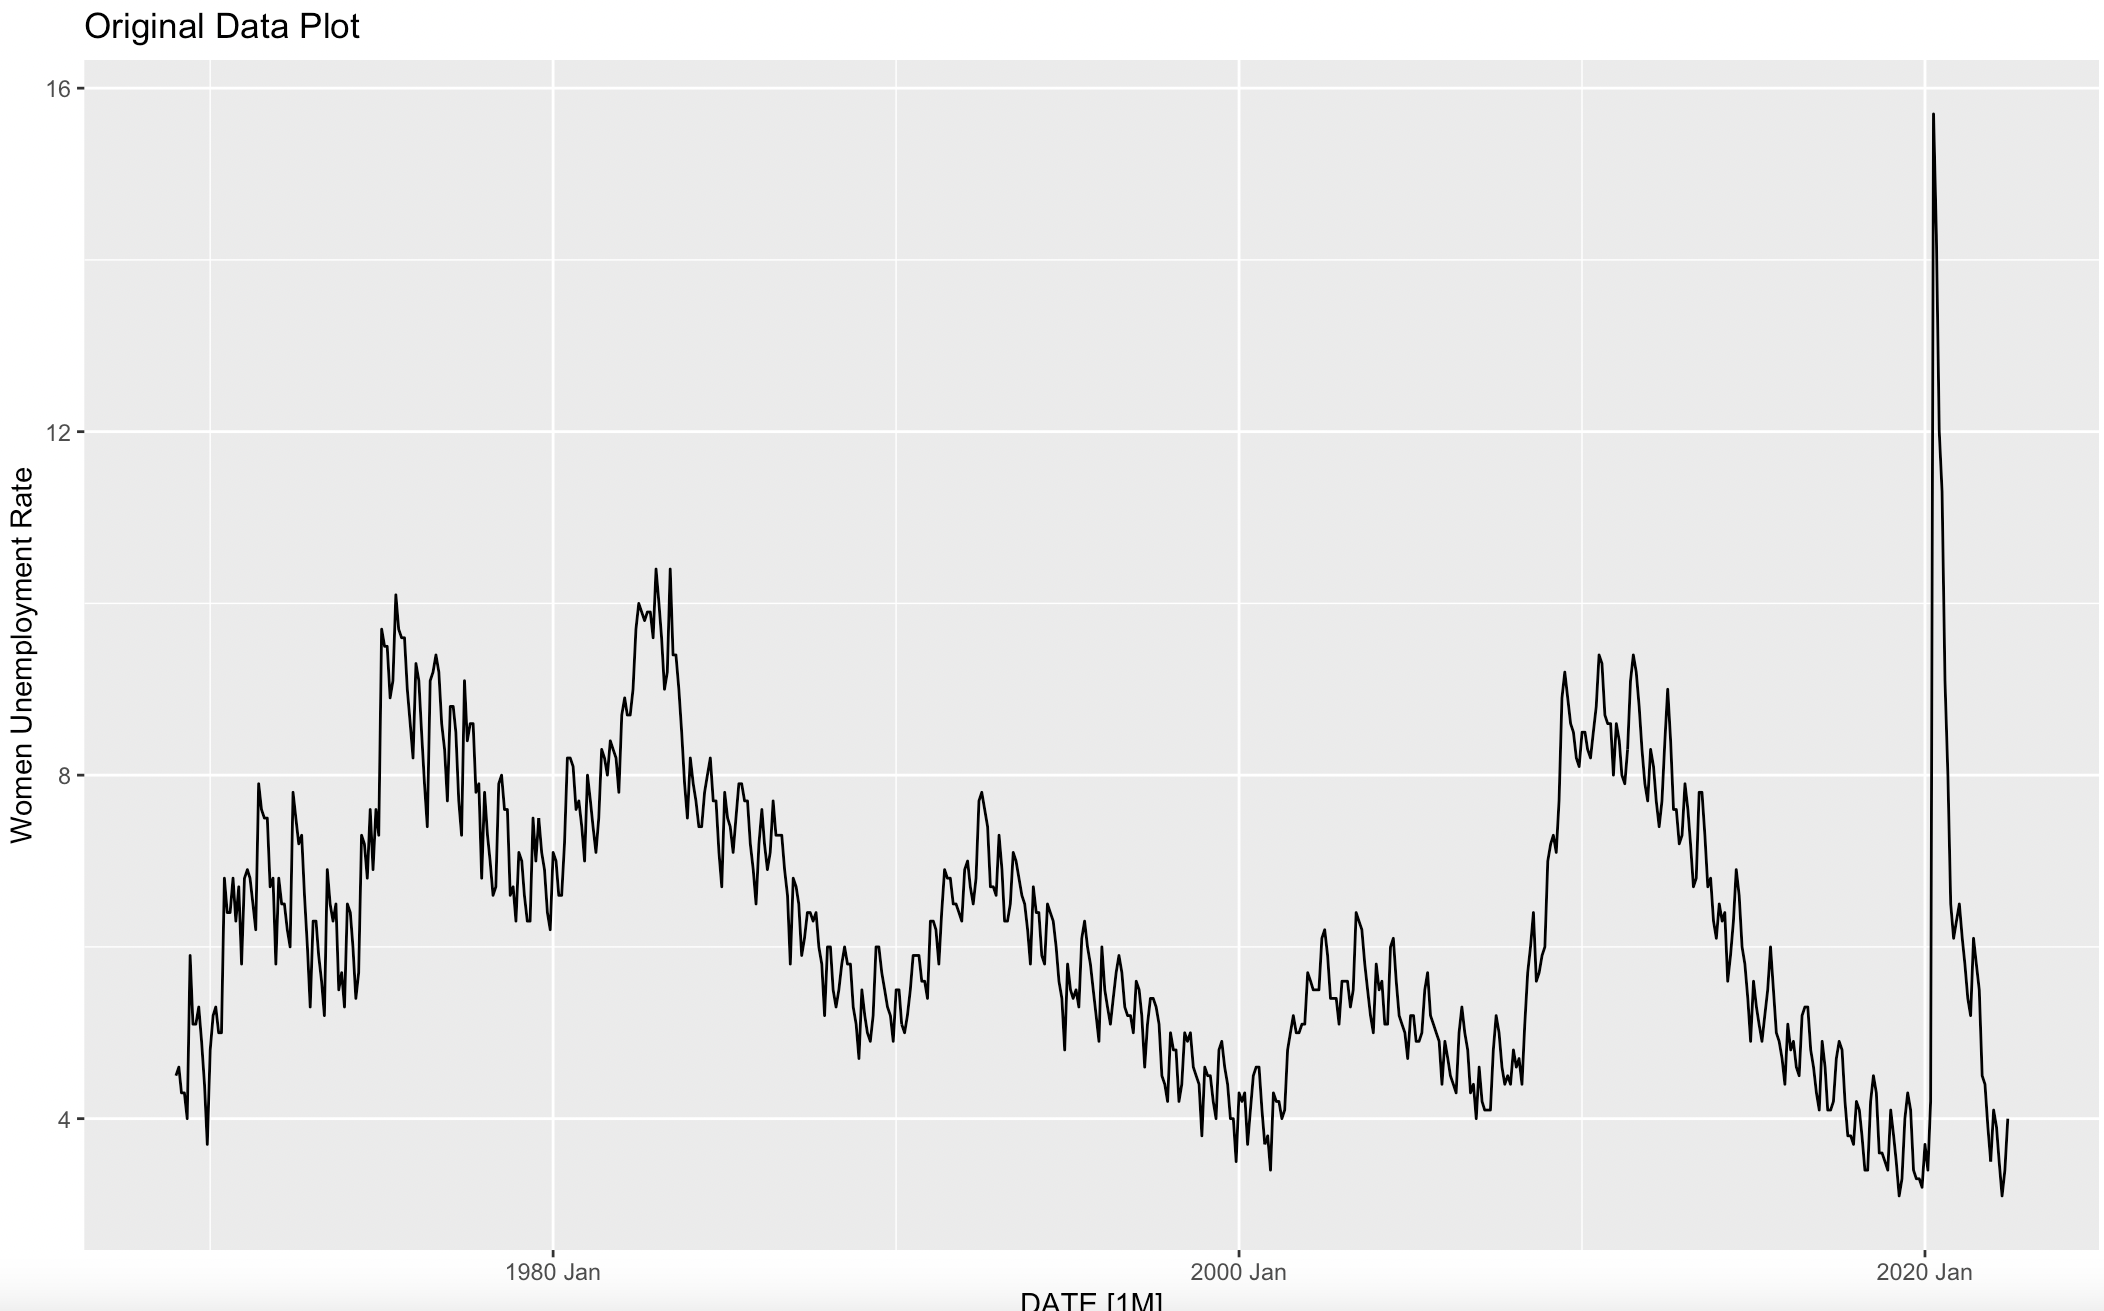 Original Data Plot
16
12
8
4
Women Unemployment Rate
1980 Jan
2000 Jan
2020 Jan
DATE [1M]